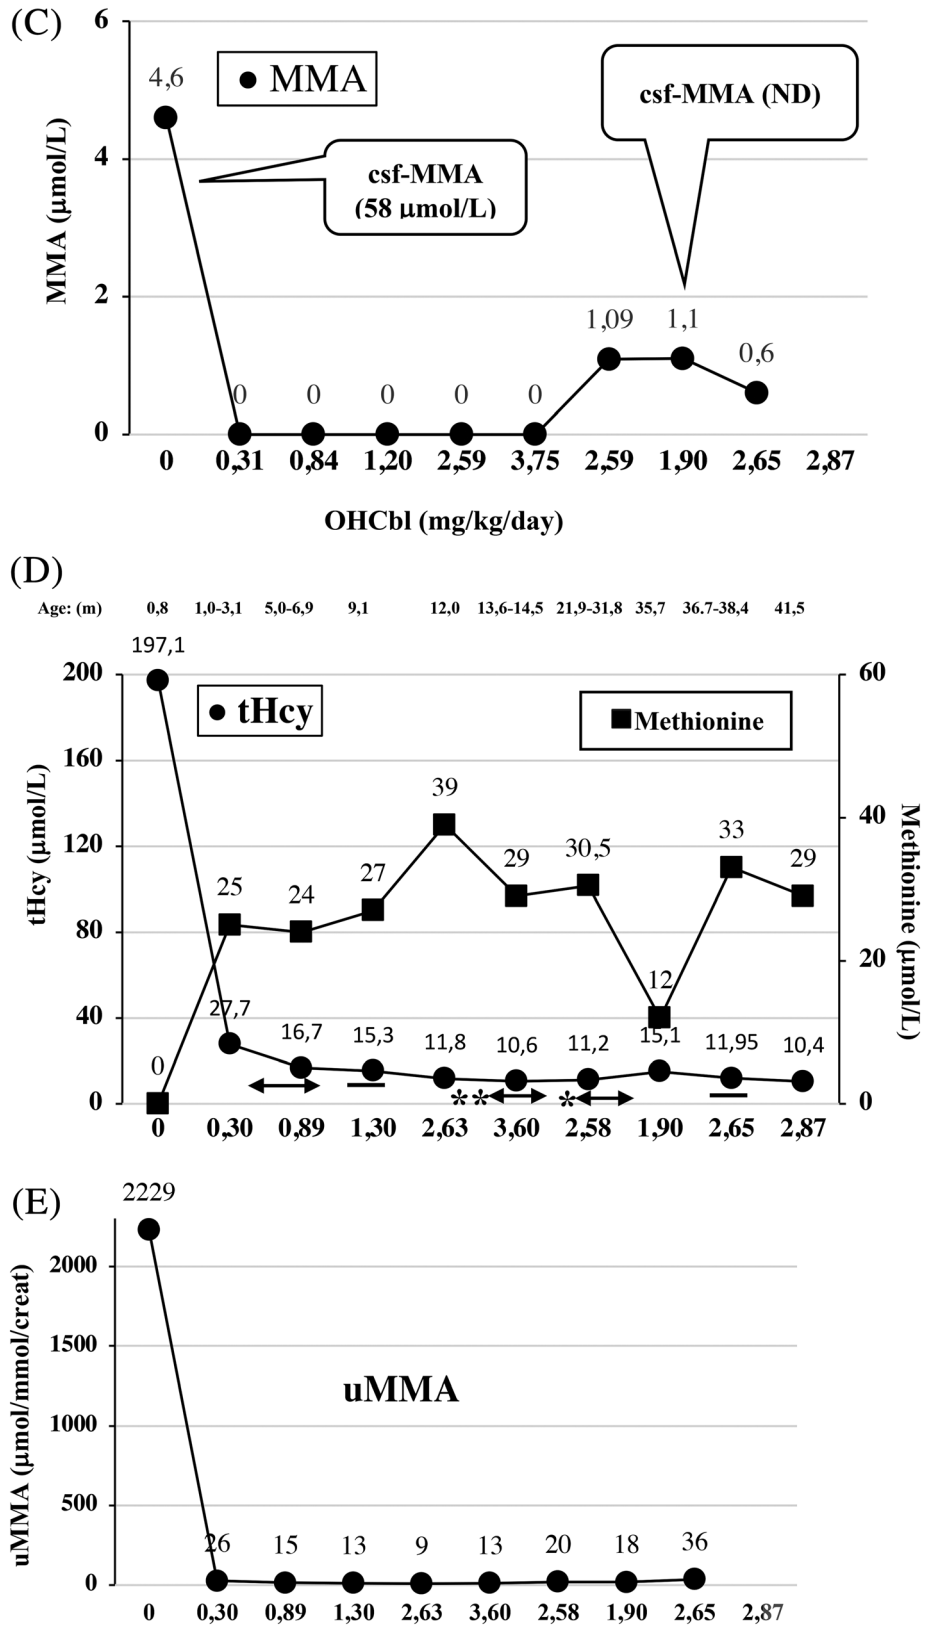 (C)
6
4,6
MMA
csf-MMA (ND)
MMA (μmol/L)
4
csf-MMA
(58 μmol/L)
2
1,09 1,1
0,6
0 0 0 0 0
0
0 0,31 0,84 1,20 2,59 3,75 2,59 1,90 2,65 2,87
OHCbl (mg/kg/day)
(D)
Age: (m) 0,8 1,0-3,1 5,0-6,9 9,1 12,0 13,6-14,5 21,9-31,8 35,7 36.7-38,4 41,5
197,1
200 60
tHcy
Methionine
160
39
tHcy (μmol/L)
40
Methionine (μmol/L)
120
33
29 30,5 29
25 24 27
80
20
12
40
27,7 16,7 15,3 11,8 10,6 11,2 15,1 11,95 10,4
0
** *
0 0
0 0,30 0,89 1,30 2,63 3,60 2,58 1,90 2,65 2,87
(E)
2229
2000
uMMA (μmol/mmol/creat)
1500
uMMA
1000
500
26 15 13 9 13 20 18 36
0
0 0,30 0,89 1,30 2,63 3,60 2,58 1,90 2,65 2,87